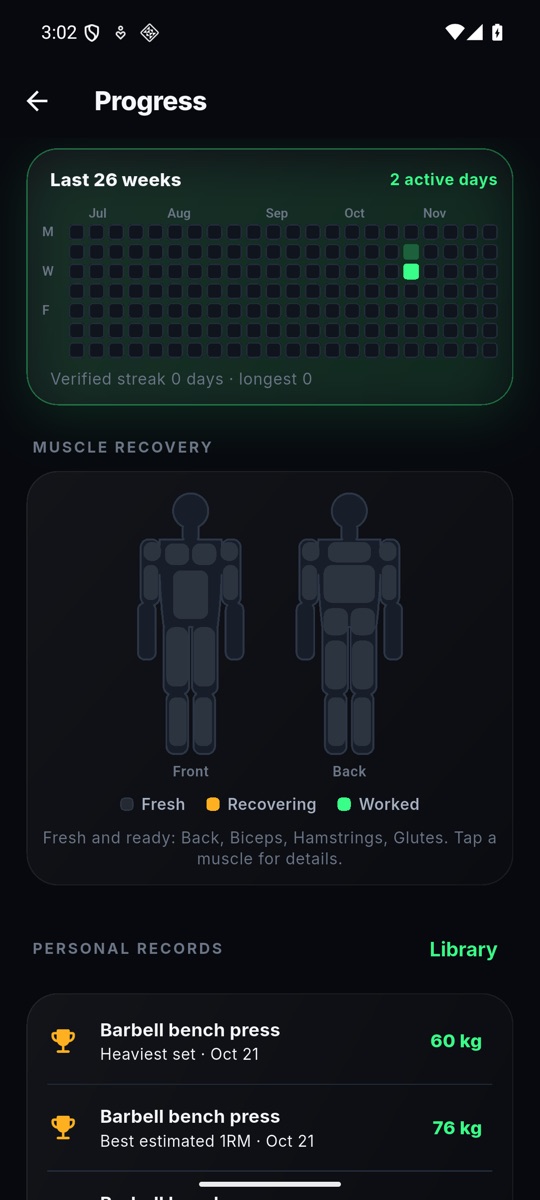 3:02
Progress
Last 26 weeks
2 active days
Jul Aug Sep Oct Nov
M
W
F
Verified streak 0 days · longest 0
MUSCLE RECOVERY
Front
Back
Fresh
Recovering
Worked
Fresh and ready: Back, Biceps, Hamstrings, Glutes. Tap a
muscle for details.
PERSONAL RECORDS
Library
Barbell bench press
Heaviest set · Oct 21
60 kg
Barbell bench press
Best estimated 1RM · Oct 21
76 kg